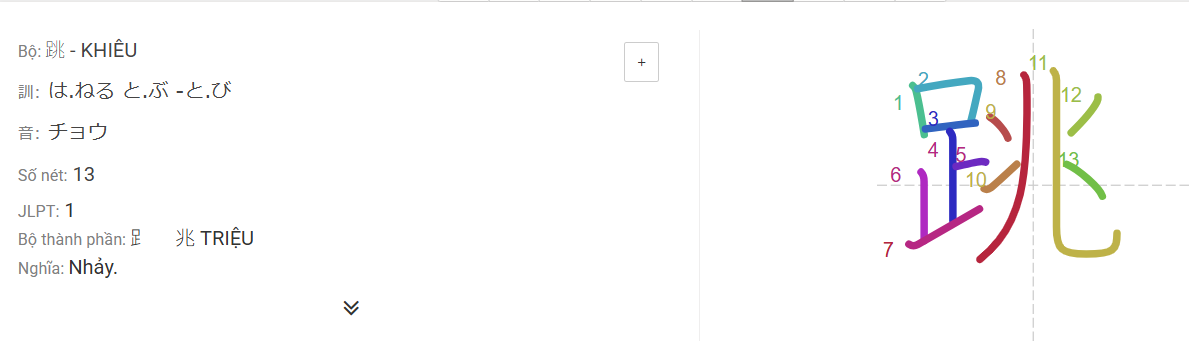 Bộ: 跳 - KHIÊU
+
訓: は.ねる と.ぶ -と.び
音: チョウ
Số nét: 13
JLPT: 1
Bộ thành phần: ⻊ 兆 TRIỆU
Nghĩa: Nhảy.
跳
1
2
3
4
5
6
7
8
9
10
11
12
13